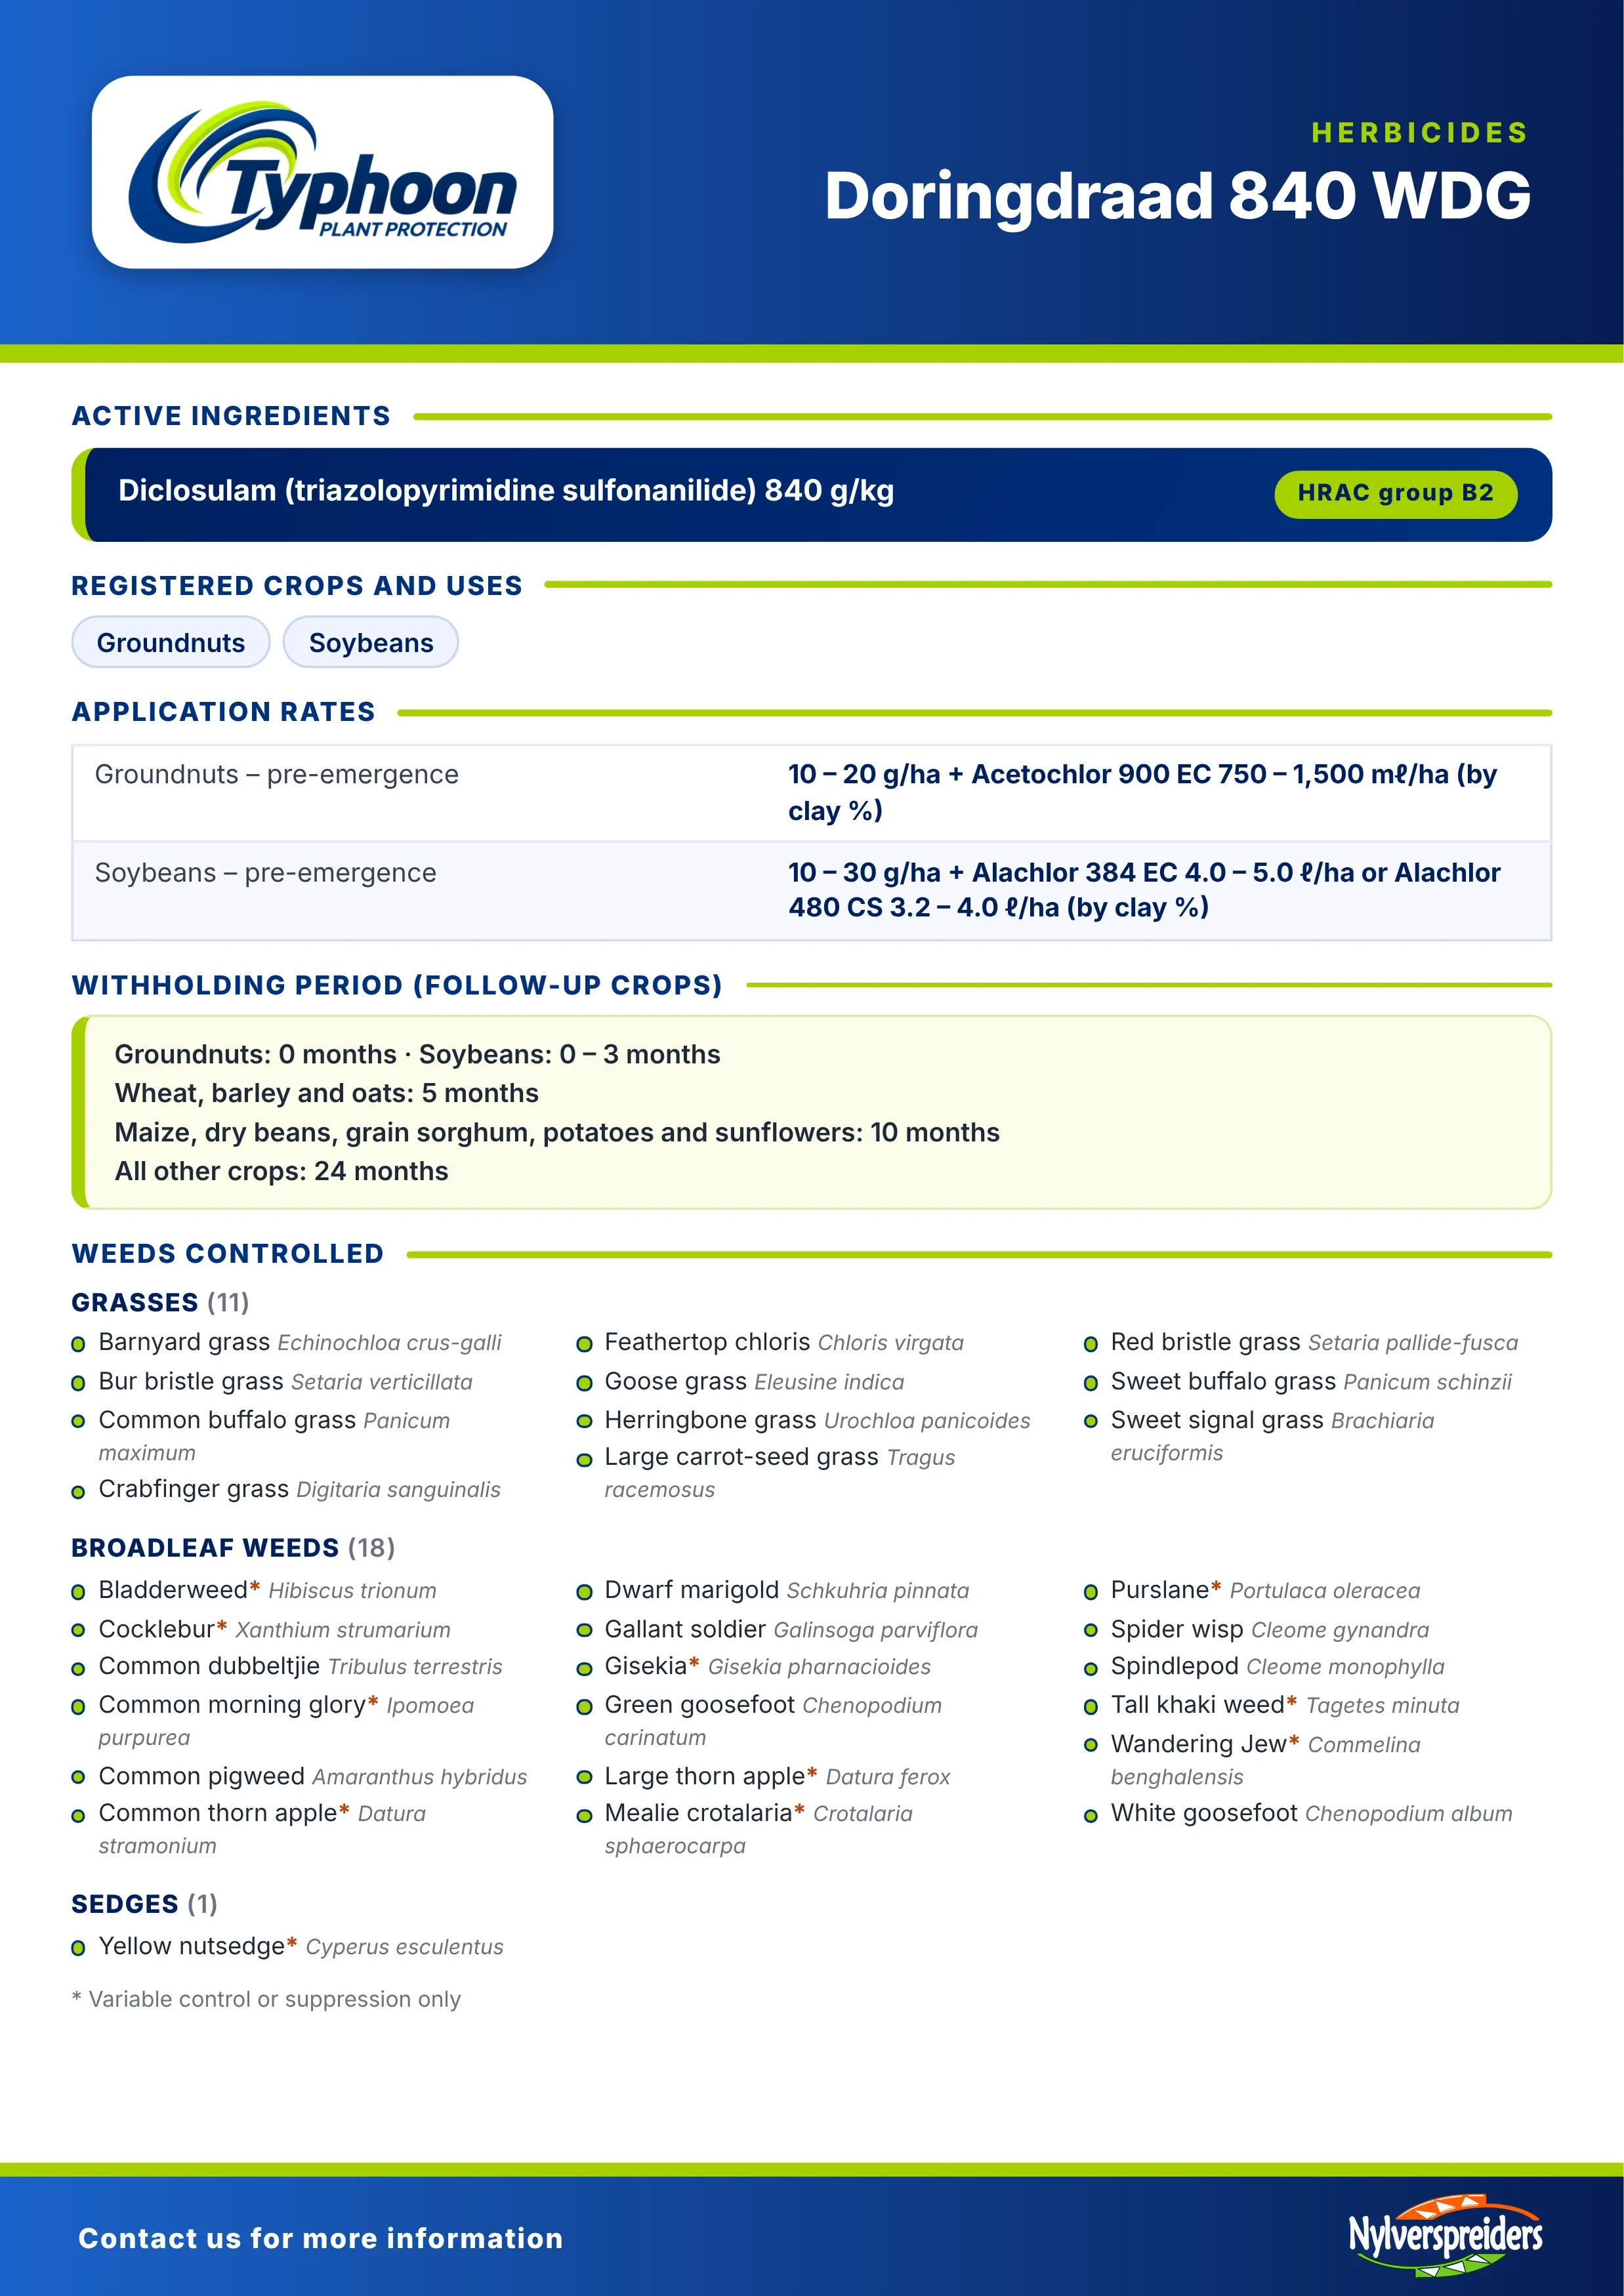 Typhoon
PLANT PROTECTION
HERBICIDES
Doringdraad 840 WDG
ACTIVE INGREDIENTS
Diclosulam (triazolopyrimidine sulfonanilide) 840 g/kg
HRAC group B2
REGISTERED CROPS AND USES
Groundnuts
Soybeans
APPLICATION RATES
Groundnuts – pre-emergence
10 – 20 g/ha + Acetochlor 900 EC 750 – 1,500 mℓ/ha (by
clay %)
Soybeans – pre-emergence
10 – 30 g/ha + Alachlor 384 EC 4.0 – 5.0 ℓ/ha or Alachlor
480 CS 3.2 – 4.0 ℓ/ha (by clay %)
WITHHOLDING PERIOD (FOLLOW-UP CROPS)
Groundnuts: 0 months · Soybeans: 0 – 3 months
Wheat, barley and oats: 5 months
Maize, dry beans, grain sorghum, potatoes and sunflowers: 10 months
All other crops: 24 months
WEEDS CONTROLLED
GRASSES (11)
Barnyard grass Echinochloa crus-galli
Bur bristle grass Setaria verticillata
Common buffalo grass Panicum
maximum
Crabfinger grass Digitaria sanguinalis
Feathertop chloris Chloris virgata
Goose grass Eleusine indica
Herringbone grass Urochloa panicoides
Large carrot-seed grass Tragus
racemosus
Red bristle grass Setaria pallide-fusca
Sweet buffalo grass Panicum schinzii
Sweet signal grass Brachiaria
eruciformis
BROADLEAF WEEDS (18)
Bladderweed* Hibiscus trionum
Cocklebur* Xanthium strumarium
Common dubbeltjie Tribulus terrestris
Common morning glory* Ipomoea
purpurea
Common pigweed Amaranthus hybridus
Common thorn apple* Datura
stramonium
Dwarf marigold Schkuhria pinnata
Gallant soldier Galinsoga parviflora
Gisekia* Gisekia pharnacioides
Green goosefoot Chenopodium
carinatum
Large thorn apple* Datura ferox
Mealie crotalaria* Crotalaria
sphaerocarpa
Purslane* Portulaca oleracea
Spider wisp Cleome gynandra
Spindlepod Cleome monophylla
Tall khaki weed* Tagetes minuta
Wandering Jew* Commelina
benghalensis
White goosefoot Chenopodium album
SEDGES (1)
Yellow nutsedge* Cyperus esculentus
* Variable control or suppression only
Contact us for more information
Nylverspreiders